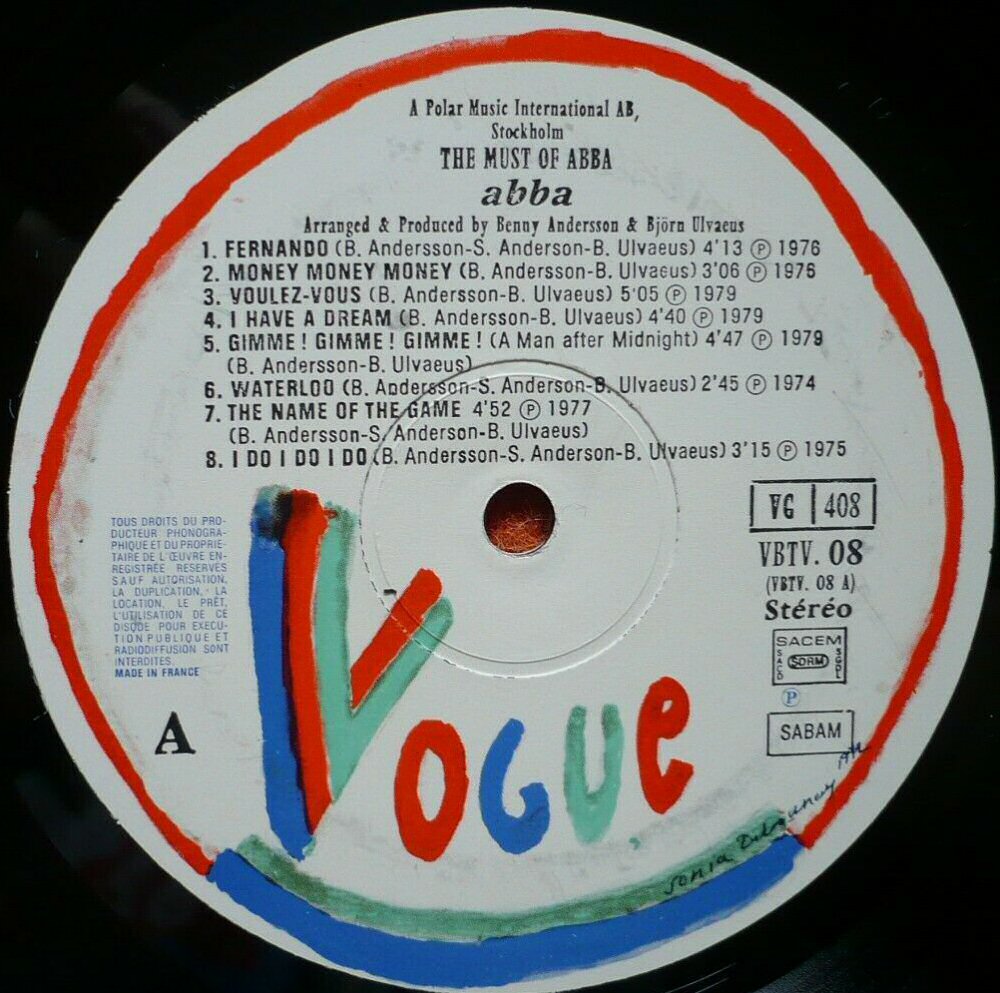 A Polar Music International AB,
Stockholm
THE MUST OF ABBA
abba
Arranged & Produced by Benny Andersson & Björn Ulvaeus
1. FERNANDO (B. Andersson-S. Anderson-B. Ulvaeus) 4'13 Ⓟ 1976
2. MONEY MONEY MONEY (B. Andersson-B. Ulvaeus) 3'06 Ⓟ 1976
3. VOULEZ-VOUS (B. Andersson-B. Ulvaeus) 5'05 Ⓟ 1979
4. I HAVE A DREAM (B. Andersson-B. Ulvaeus) 4'40 Ⓟ 1979
5. GIMME! GIMME! GIMME! (A Man after Midnight) 4'47 Ⓟ 1979
(B. Andersson-B. Ulvaeus)
6. WATERLOO (B. Andersson-S. Anderson-B. Ulvaeus) 2'45 Ⓟ 1974
7. THE NAME OF THE GAME 4'52 Ⓟ 1977
(B. Andersson-S. Anderson-B. Ulvaeus)
8. I DO I DO I DO (B. Andersson-S. Anderson-B. Ulvaeus) 3'15 Ⓟ 1975
VG 408
VBTV. 08
(VBTV. 08 A)
Stéréo
SACEM
SACD SDRM SGDL
Ⓟ
SABAM
TOUS DROITS DU PRO-
DUCTEUR PHONOGRA-
PHIQUE ET DU PROPRIE-
TAIRE DE L'ŒUVRE EN-
REGISTRÉE RESERVÉS
SAUF AUTORISATION,
LA DUPLICATION, LA
LOCATION, LE PRÊT,
L'UTILISATION DE CE
DISQUE POUR EXECU-
TION PUBLIQUE ET
RADIODIFFUSION SONT
INTERDITES.
MADE IN FRANCE
A
VOGUE
Sonia Delaunay